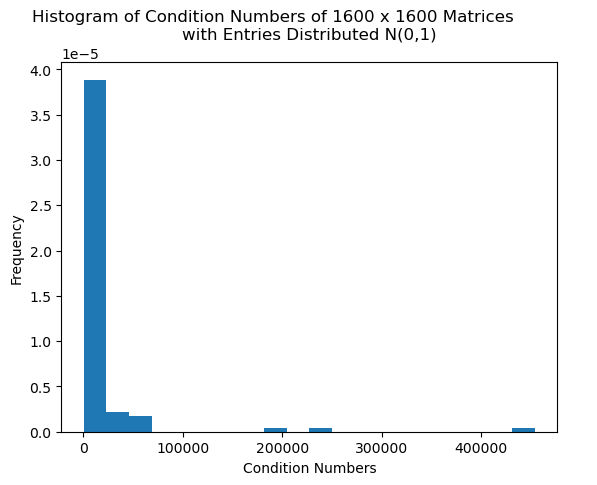 Histogram of Condition Numbers of 1600 x 1600 Matrices
with Entries Distributed N(0,1)
1e−5
4.0
3.5
3.0
2.5
2.0
1.5
1.0
0.5
0.0
Frequency
0 100000 200000 300000 400000
Condition Numbers